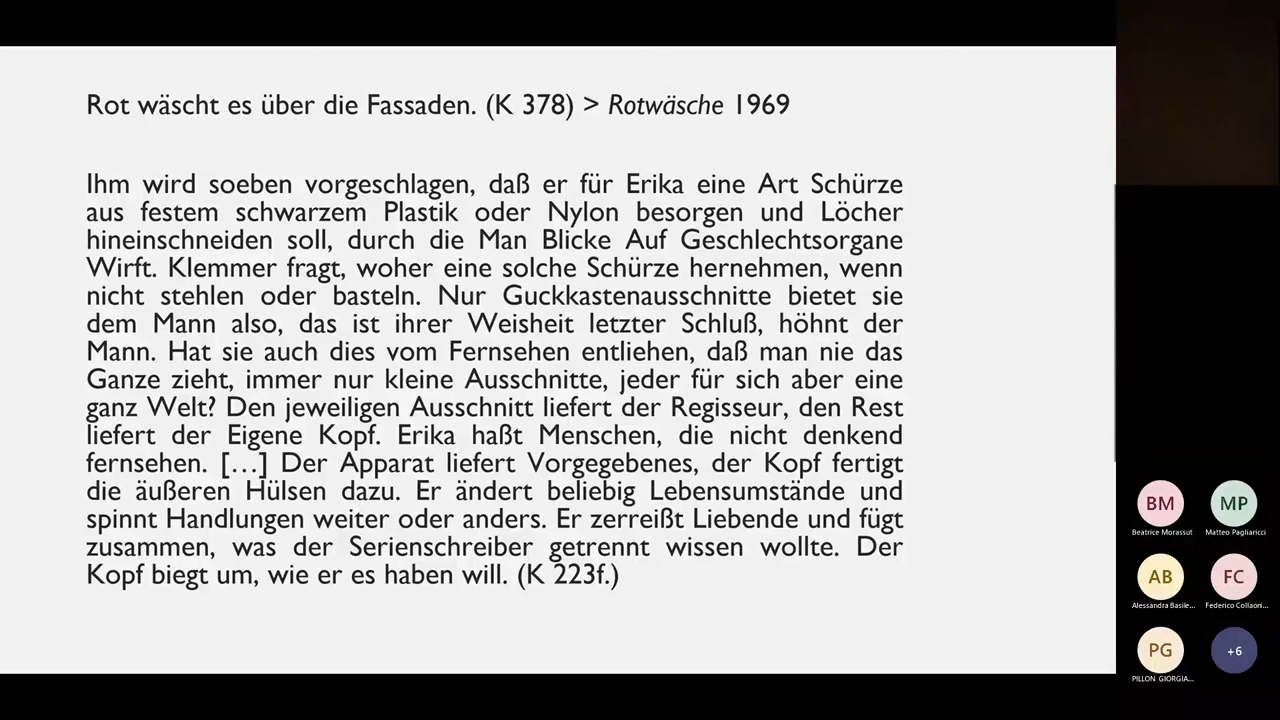 Rot wäscht es über die Fassaden. (K 378) > Rotwäsche 1969
Ihm wird soeben vorgeschlagen, daß er für Erika eine Art Schürze
aus festem schwarzem Plastik oder Nylon besorgen und Löcher
hineinschneiden soll, durch die Man Blicke Auf Geschlechtsorgane
Wirft. Klemmer fragt, woher eine solche Schürze hernehmen, wenn
nicht stehlen oder basteln. Nur Guckkastenausschnitte bietet sie
dem Mann also, das ist ihrer Weisheit letzter Schluß, höhnt der
Mann. Hat sie auch dies vom Fernsehen entliehen, daß man nie das
Ganze zieht, immer nur kleine Ausschnitte, jeder für sich aber eine
ganz Welt? Den jeweiligen Ausschnitt liefert der Regisseur, den Rest
liefert der Eigene Kopf. Erika haßt Menschen, die nicht denkend
fernsehen. […] Der Apparat liefert Vorgegebenes, der Kopf fertigt
die äußeren Hülsen dazu. Er ändert beliebig Lebensumstände und
spinnt Handlungen weiter oder anders. Er zerreißt Liebende und fügt
zusammen, was der Serienschreiber getrennt wissen wollte. Der
Kopf biegt um, wie er es haben will. (K 223f.)
BM MP
Beatrice Morassut Matteo Pagliaricci
AB FC
Alessandra Basile... Federico Collaoni...
PG +6
PILLON GIORGIA...